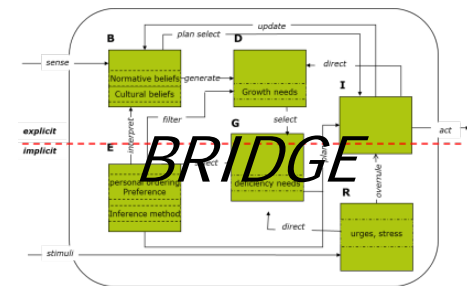 update
B
plan select
D
sense
direct
Normative beliefs
generate
Cultural beliefs
Growth needs
I
filter
G
select
explicit
act
implicit
interpret
BRIDGE
E
personal ordering
Preference
deficiency needs
Inference method
overrule
R
direct
urges, stress
stimuli